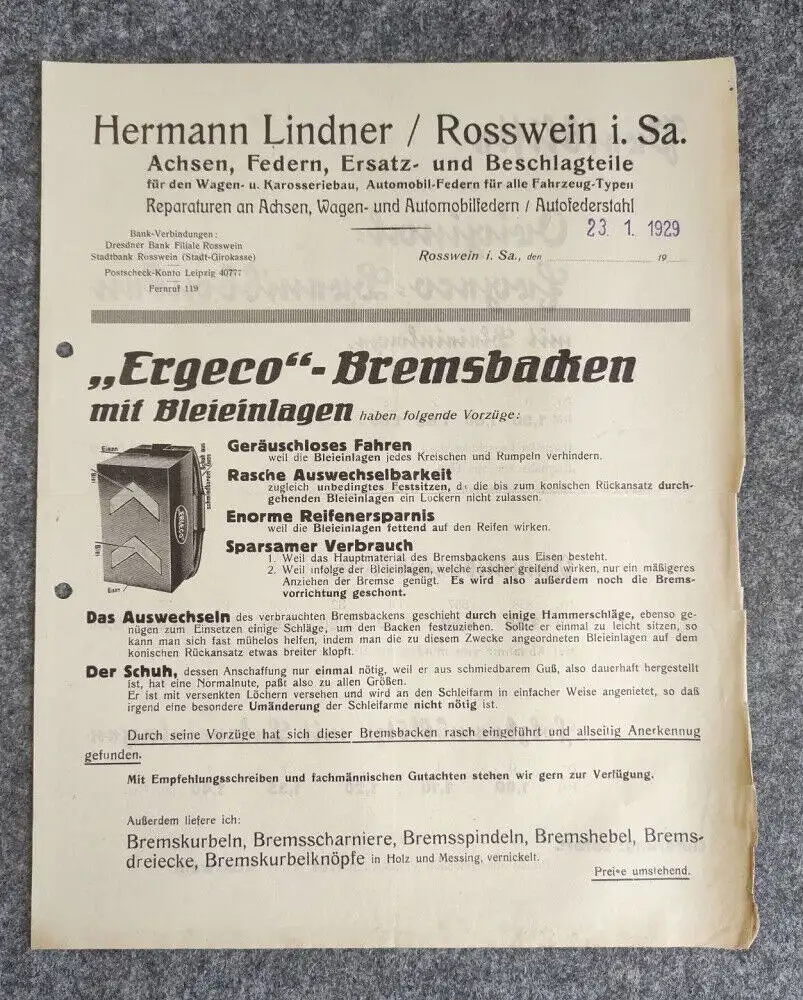 Hermann Lindner / Rosswein i. Sa.
Achsen, Federn, Ersatz- und Beschlagteile
für den Wagen- u. Karosseriebau, Automobil-Federn für alle Fahrzeug-Typen
Reparaturen an Achsen, Wagen- und Automobilfedern / Autofederstahl
23. 1. 1929
Bank-Verbindungen:
Dresdner Bank Filiale Rosswein
Stadtbank Rosswein (Stadt-Girokasse)
Postscheck-Konto Leipzig 40777
Fernruf 119
Rosswein i. Sa., den 19
„Ergeco“-Bremsbacken
mit Bleieinlagen haben folgende Vorzüge:
Eisen
Blei
Blei
Eisen
Schuh aus
schmiedbarem Guss
ERGECO
Geräuschloses Fahren
weil die Bleieinlagen jedes Kreischen und Rumpeln verhindern.
Rasche Auswechselbarkeit
zugleich unbedingtes Festsitzen, da die bis zum konischen Rückansatz durch-
gehenden Bleieinlagen ein Lockern nicht zulassen.
Enorme Reifenersparnis
weil die Bleieinlagen fettend auf den Reifen wirken.
Sparsamer Verbrauch
1. Weil das Hauptmaterial des Bremsbackens aus Eisen besteht.
2. Weil infolge der Bleieinlagen, welche rascher greifend wirken, nur ein mäßigeres
Anziehen der Bremse genügt. Es wird also außerdem noch die Brems-
vorrichtung geschont.
Das Auswechseln des verbrauchten Bremsbackens geschieht durch einige Hammerschläge, ebenso ge-
nügen zum Einsetzen einige Schläge, um den Backen festzuziehen. Sollte er einmal zu leicht sitzen, so
kann man sich fast mühelos helfen, indem man die zu diesem Zwecke angeordneten Bleieinlagen auf dem
konischen Rückansatz etwas breiter klopft.
Der Schuh, dessen Anschaffung nur einmal nötig, weil er aus schmiedbarem Guß, also dauerhaft hergestellt
ist, hat eine Normalnute, paßt also zu allen Größen.
Er ist mit versenkten Löchern versehen und wird an den Schleifarm in einfacher Weise angenietet, so daß
irgend eine besondere Umänderung der Schleifarme nicht nötig ist.
Durch seine Vorzüge hat sich dieser Bremsbacken rasch eingeführt und allseitig Anerkennug
gefunden.
Mit Empfehlungsschreiben und fachmännischen Gutachten stehen wir gern zur Verfügung.
Außerdem liefere ich:
Bremskurbeln, Bremsscharniere, Bremsspindeln, Bremshebel, Brems-
dreiecke, Bremskurbelknöpfe in Holz und Messing, vernickelt.
Preise umstehend.